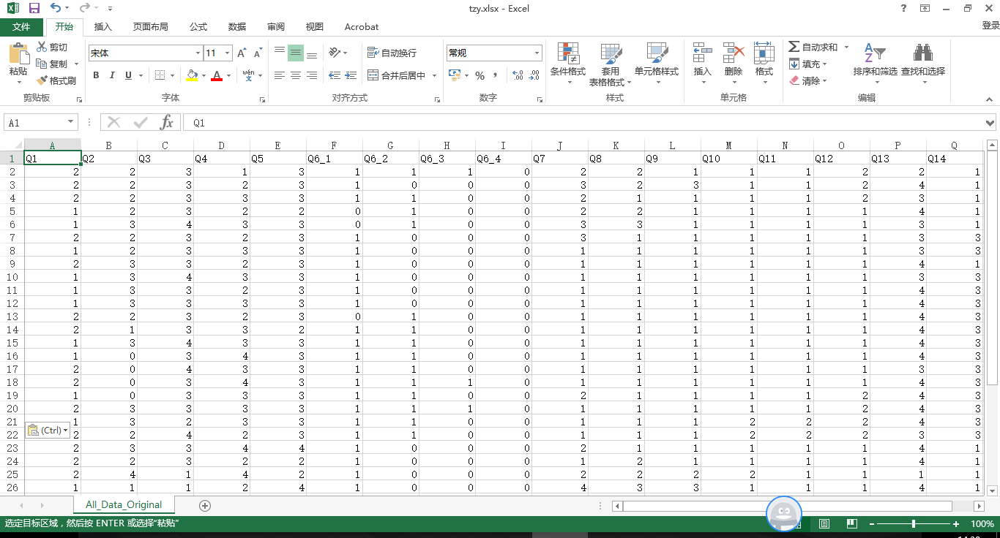 tzy.xlsx - Excel
文件 开始 插入 页面布局 公式 数据 审阅 视图 Acrobat 登录
粘贴 剪切 复制 格式刷 剪贴板
宋体 11 B I U A wén 字体
自动换行 合并后居中 对齐方式
常规 % 数字
条件格式 套用 表格格式 单元格样式 样式
插入 删除 格式 单元格
自动求和 填充 清除 排序和筛选 查找和选择 编辑
A1 fx Q1
A B C D E F G H I J K L M N O P Q
1 Q1 Q2 Q3 Q4 Q5 Q6_1 Q6_2 Q6_3 Q6_4 Q7 Q8 Q9 Q10 Q11 Q12 Q13 Q14
2 2 2 3 1 3 1 1 1 0 2 2 1 1 1 2 2 1
3 2 2 3 2 3 1 0 0 0 3 2 3 1 1 2 4 1
4 2 2 3 3 3 1 1 0 0 2 1 1 1 1 2 3 1
5 1 2 3 2 2 0 1 0 0 2 2 1 1 1 1 4 1
6 1 3 4 3 3 0 1 0 0 3 3 1 1 1 1 3 1
7 2 2 3 2 3 1 0 0 0 3 1 1 1 1 1 3 3
8 1 2 3 3 3 1 0 0 0 1 1 1 1 1 1 3 3
9 2 3 3 2 3 1 0 0 0 1 1 1 1 1 1 4 1
10 1 3 4 3 3 1 0 0 0 1 1 1 1 1 1 3 3
11 1 3 3 2 3 1 0 0 0 1 1 1 1 1 1 4 3
12 1 3 3 3 3 1 0 0 0 1 1 1 1 1 1 4 3
13 2 2 3 2 3 0 1 0 0 1 1 1 1 1 1 4 3
14 2 1 3 3 2 1 1 0 0 1 1 1 1 1 1 4 3
15 1 3 4 3 3 1 1 0 0 1 1 1 1 1 1 4 3
16 1 0 3 4 3 1 1 0 0 1 1 1 1 1 1 4 3
17 2 0 4 3 3 1 1 0 0 1 1 1 1 1 1 3 3
18 2 0 3 4 3 1 1 1 0 1 1 1 1 1 1 4 3
19 1 0 3 3 3 1 1 0 0 2 1 1 1 1 2 4 3
20 2 3 3 3 3 1 1 1 0 1 1 1 1 1 2 4 3
21 1 3 2 3 3 1 1 0 0 1 1 1 2 2 2 4 3
(Ctrl)
22 2 2 4 2 3 1 1 0 0 1 1 1 2 2 2 3 3
23 2 3 3 4 4 1 0 0 0 2 1 1 1 1 1 4 1
24 2 2 3 2 2 1 0 0 0 1 2 1 1 1 1 4 1
25 2 4 1 4 2 1 0 0 0 2 2 2 2 1 1 1 1
26 1 1 1 2 4 1 0 0 0 4 3 3 1 1 1 4 1
All_Data_Original
选定目标区域，然后按 ENTER 或选择"粘贴" 100%